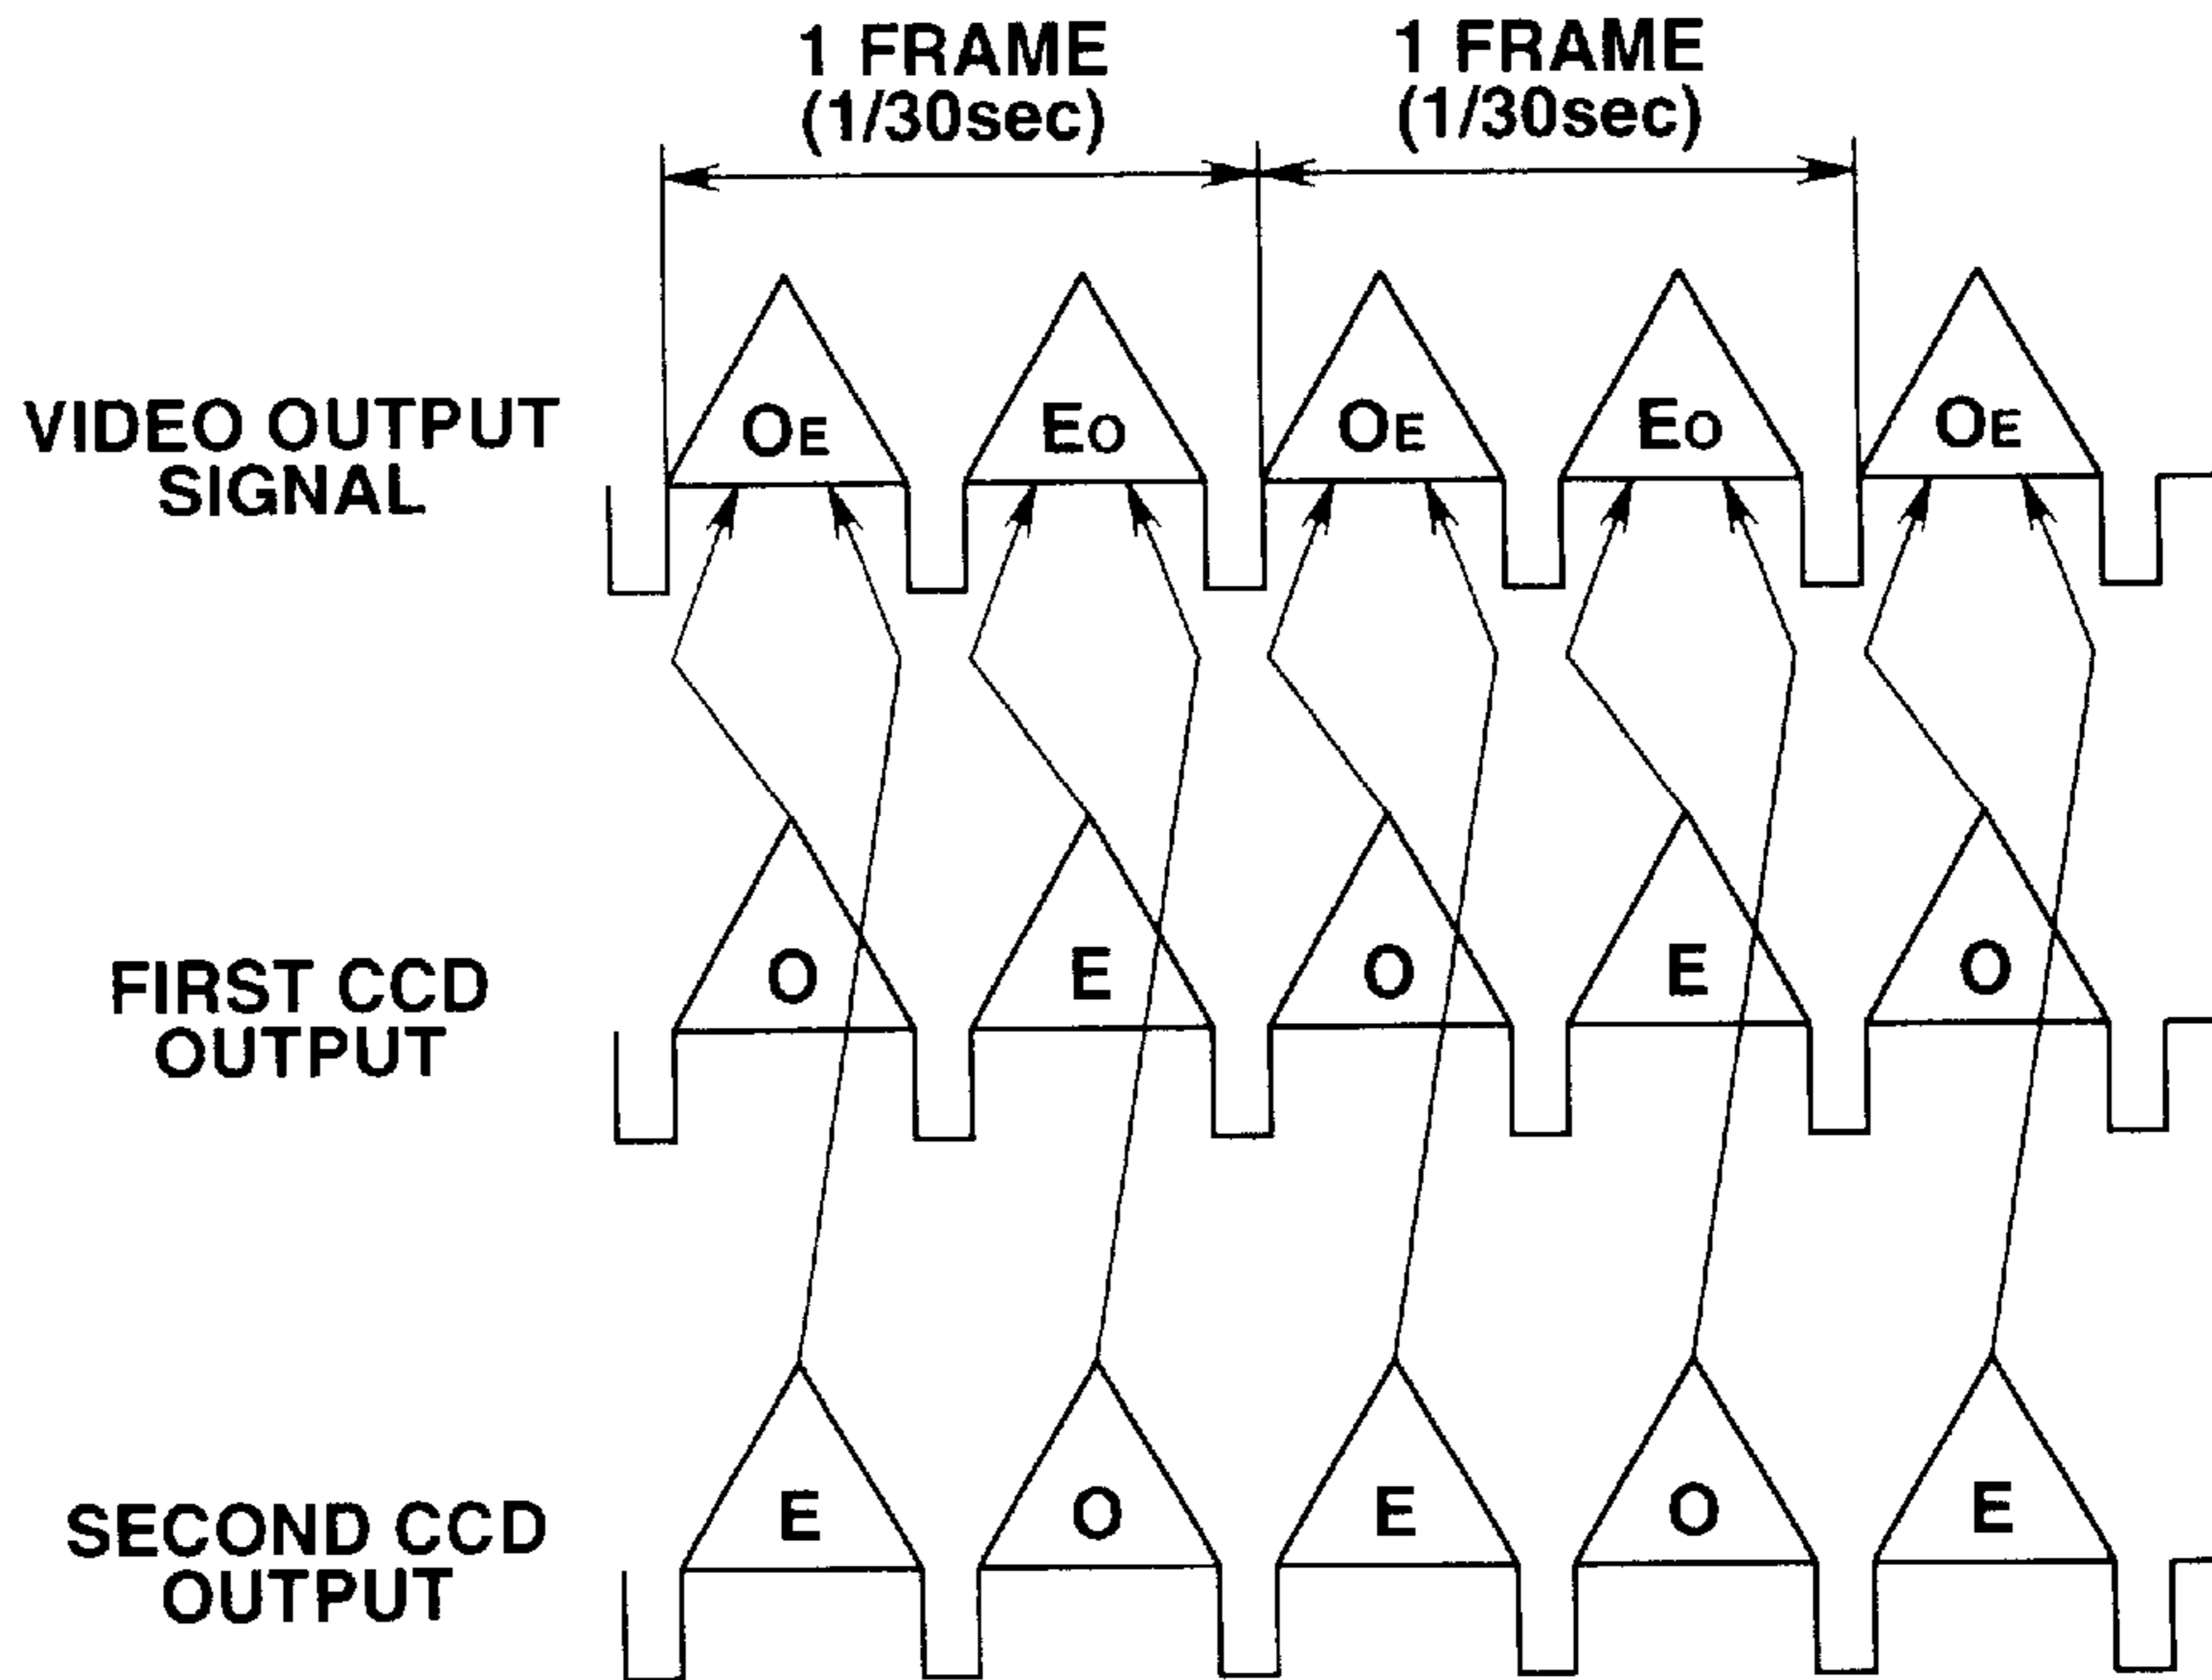 1 FRAME
(1/30sec)
1 FRAME
(1/30sec)
VIDEO OUTPUT
SIGNAL
OE EO OE EO OE
FIRST CCD
OUTPUT
O E O E O
SECOND CCD
OUTPUT
E O E O E